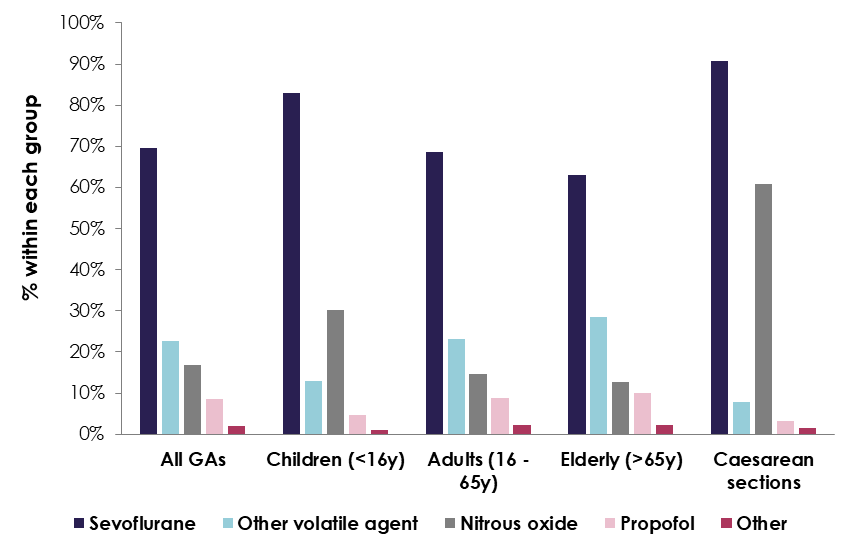 100%
90%
80%
70%
60%
50%
40%
30%
20%
10%
0%
% within each group
All GAs
Children (<16y)
Adults (16 -
65y)
Elderly (>65y)
Caesarean
sections
Sevoflurane
Other volatile agent
Nitrous oxide
Propofol
Other